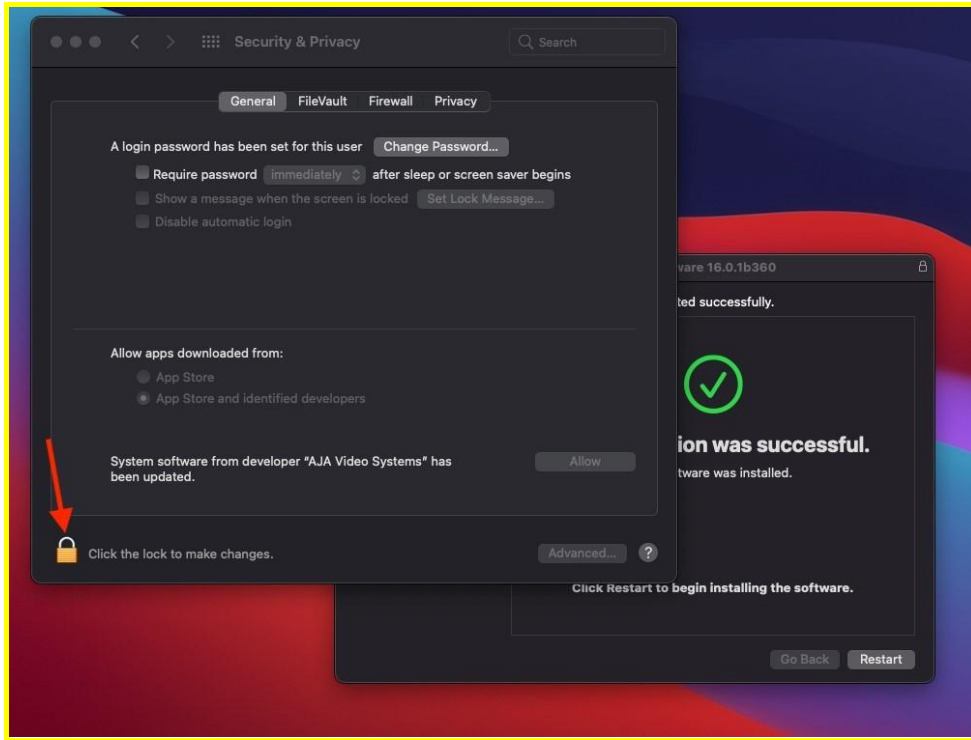 Security & Privacy
Search
General FileVault Firewall Privacy
A login password has been set for this user Change Password...
Require password immediately after sleep or screen saver begins
Show a message when the screen is locked Set Lock Message...
Disable automatic login
Allow apps downloaded from:
App Store
App Store and identified developers
System software from developer “AJA Video Systems” has
been updated.
Allow
Click the lock to make changes.
Advanced... ?
ware 16.0.1b360
ted successfully.
ion was successful.
tware was installed.
Click Restart to begin installing the software.
Go Back Restart